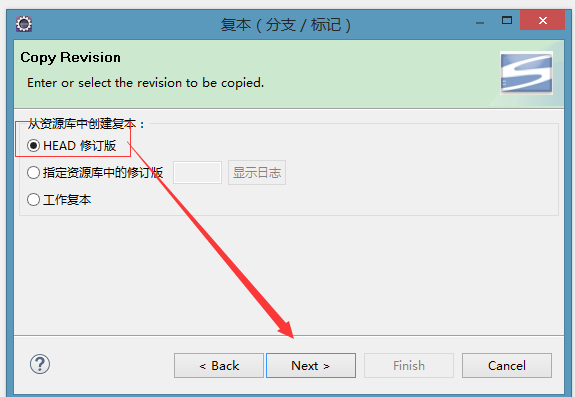 复本（分支／标记）
Copy Revision
Enter or select the revision to be copied.
从资源库中创建复本：
HEAD 修订版
指定资源库中的修订版 显示日志
工作复本
< Back Next > Finish Cancel